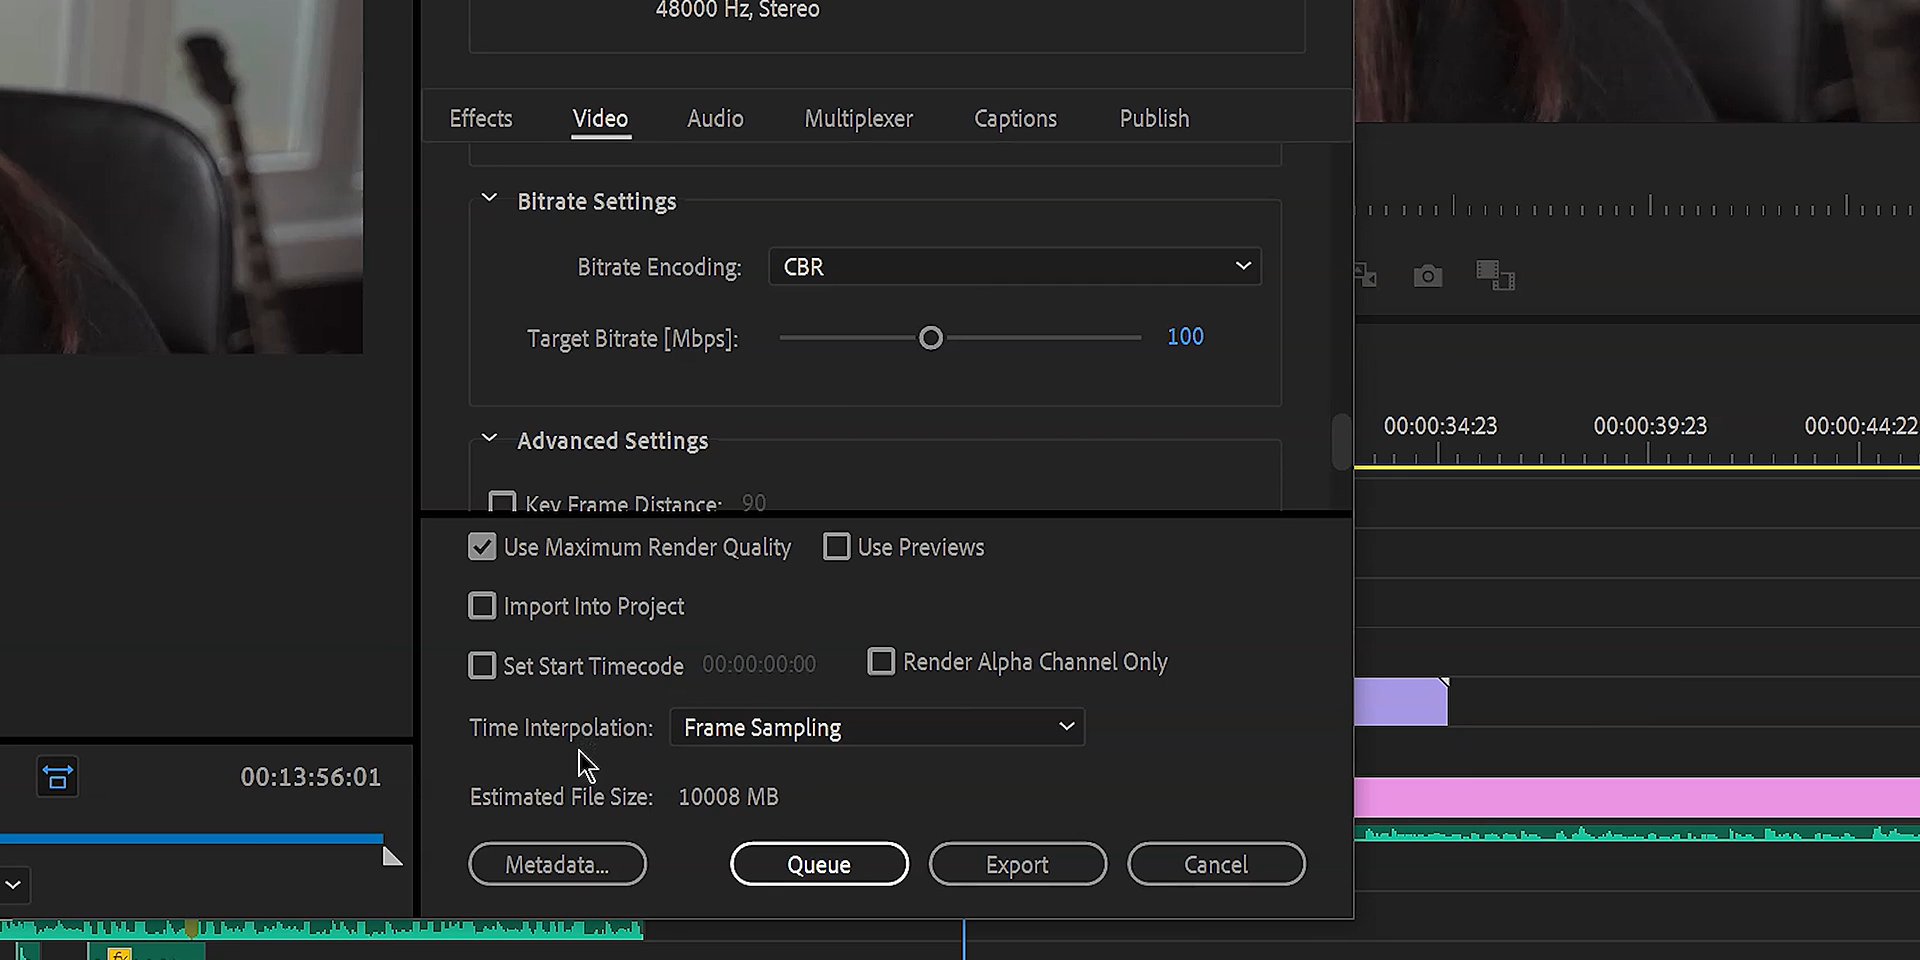 48000 Hz, Stereo
Effects Video Audio Multiplexer Captions Publish
Bitrate Settings
Bitrate Encoding: CBR
Target Bitrate [Mbps]: 100
Advanced Settings
Key Frame Distance: 90
Use Maximum Render Quality Use Previews
Import Into Project
Set Start Timecode 00:00:00:00 Render Alpha Channel Only
Time Interpolation: Frame Sampling
Estimated File Size: 10008 MB
Metadata... Queue Export Cancel
00:13:56:01
00:00:34:23 00:00:39:23 00:00:44:22
fx